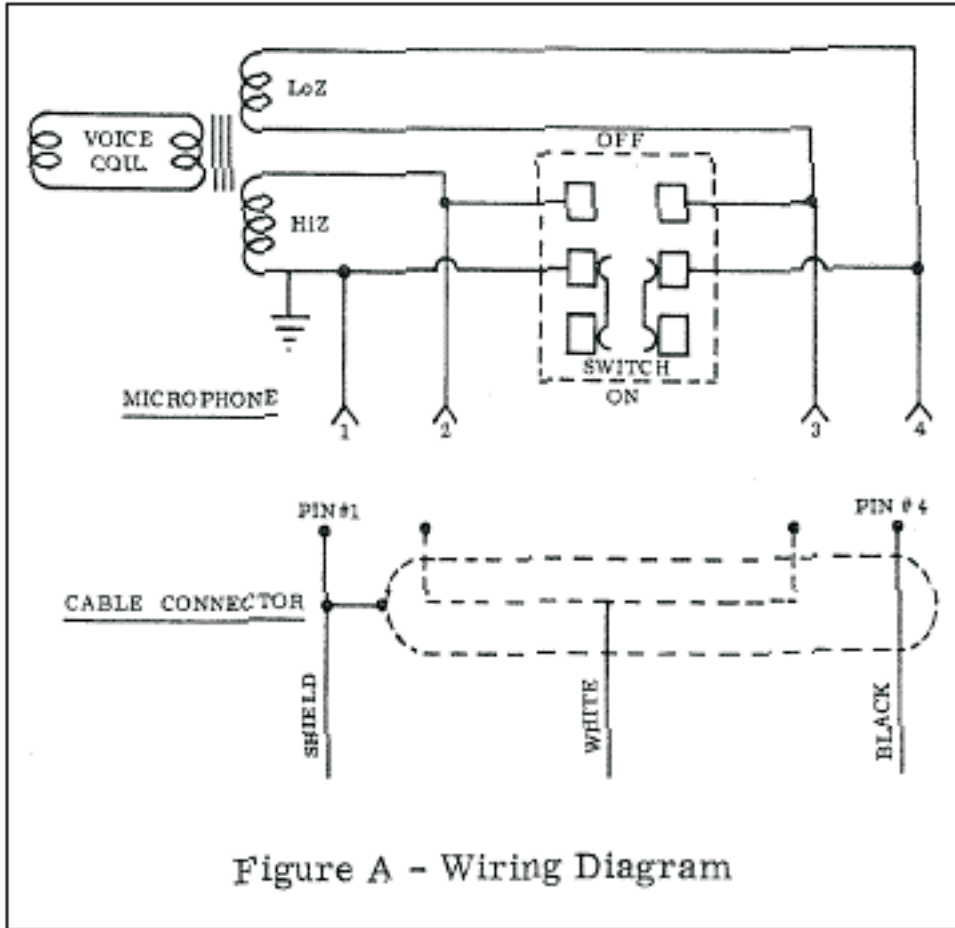 LoZ
VOICE
COIL
OFF
HiZ
SWITCH
ON
MICROPHONE
1
2
3
4
PIN #1
PIN # 4
CABLE CONNECTOR
SHIELD
WHITE
BLACK
Figure A - Wiring Diagram